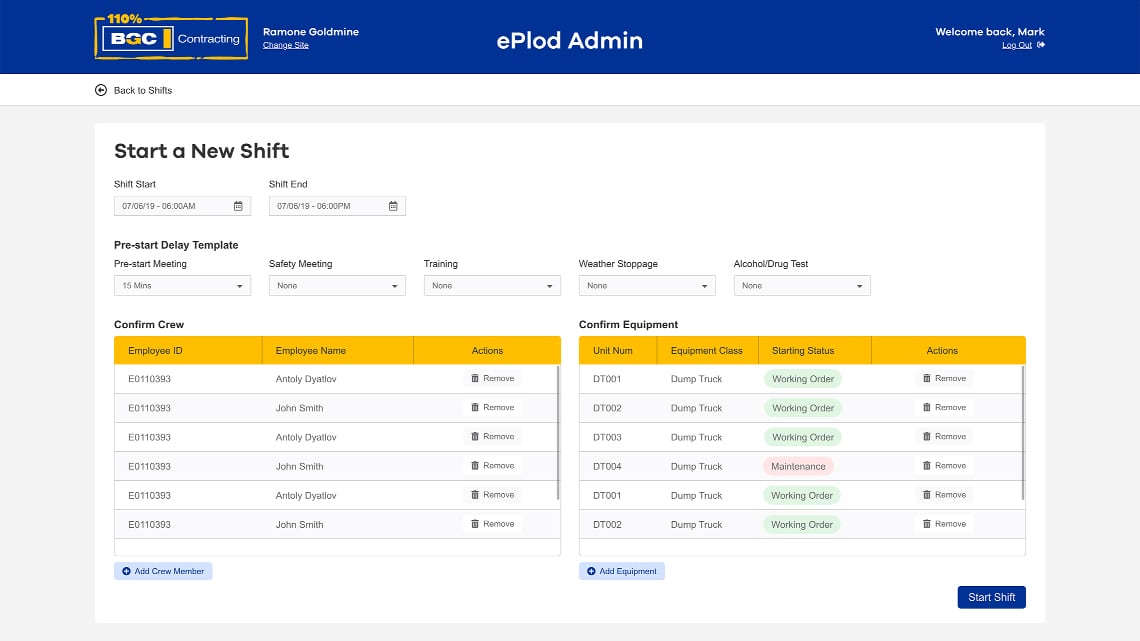 110%
BGC Contracting
Ramone Goldmine
Change Site
ePlod Admin
Welcome back, Mark
Log Out
Back to Shifts
Start a New Shift
Shift Start Shift End
07/06/19 - 06:00AM 07/06/19 - 06:00PM
Pre-start Delay Template
Pre-start Meeting Safety Meeting Training Weather Stoppage Alcohol/Drug Test
15 Mins None None None None
Confirm Crew
Employee ID Employee Name Actions
E0110393 Antoly Dyatlov Remove
E0110393 John Smith Remove
E0110393 Antoly Dyatlov Remove
E0110393 John Smith Remove
E0110393 Antoly Dyatlov Remove
E0110393 John Smith Remove
Add Crew Member
Confirm Equipment
Unit Num Equipment Class Starting Status Actions
DT001 Dump Truck Working Order Remove
DT002 Dump Truck Working Order Remove
DT003 Dump Truck Working Order Remove
DT004 Dump Truck Maintenance Remove
DT001 Dump Truck Working Order Remove
DT002 Dump Truck Working Order Remove
Add Equipment
Start Shift